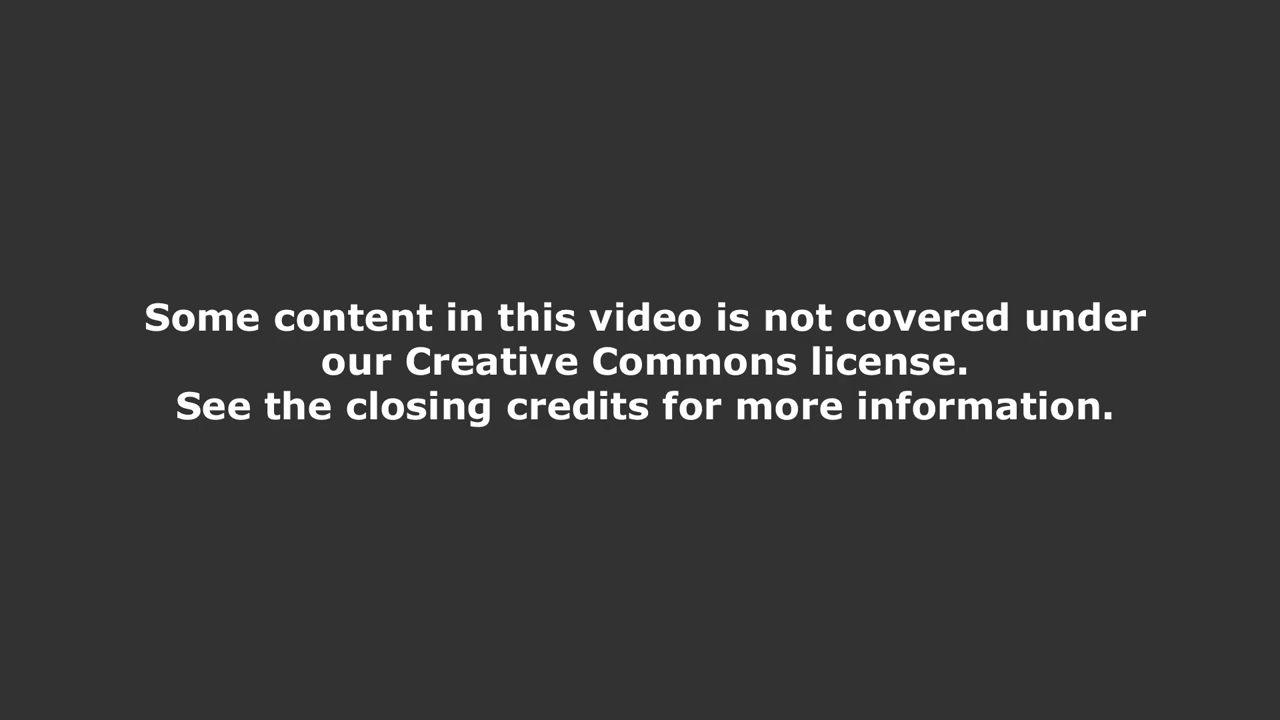 Some content in this video is not covered under
our Creative Commons license.
See the closing credits for more information.